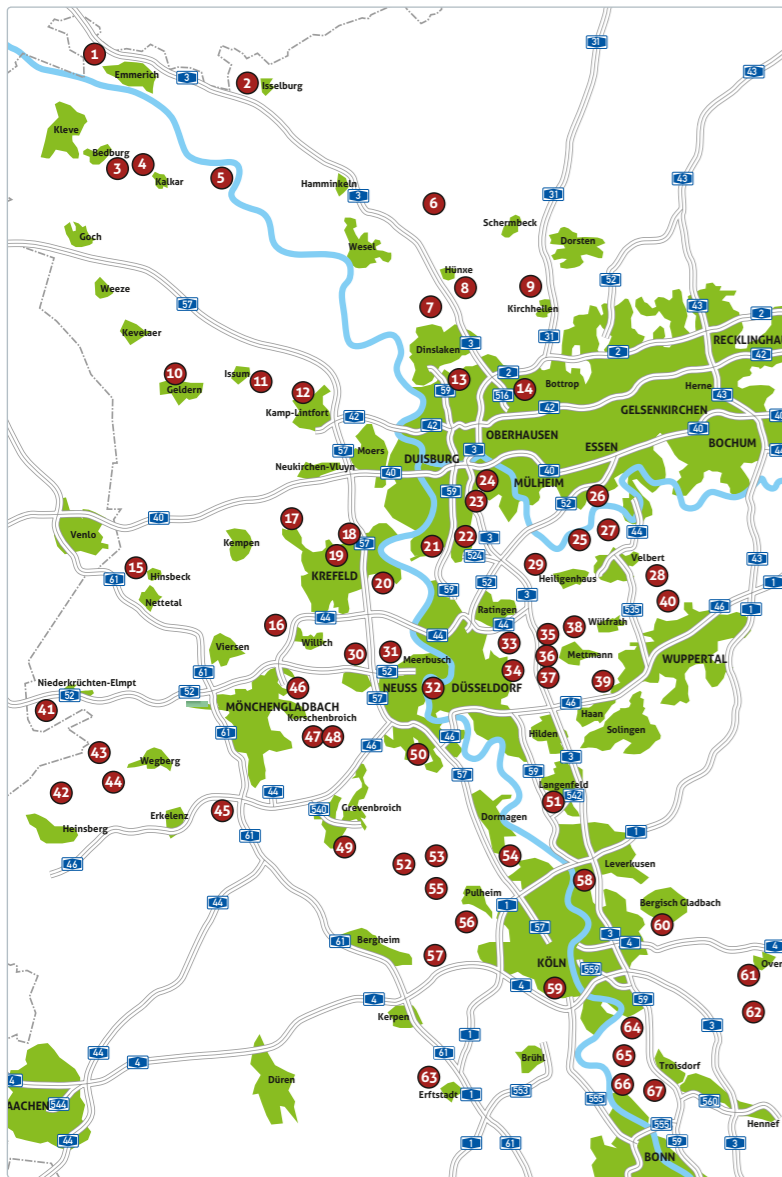 31
43
1
Emmerich
3
2
Isselburg
Kleve
Bedburg
3
4
Kalkar
5
Hamminkeln
3
6
31
43
Schermbeck
Dorsten
Goch
Wesel
Weeze
57
Hünxe
8
7
9
Kirchhellen
52
43
2
Kevelaer
Dinslaken
3
31
2
RECKLINGHAU
42
10
Geldern
Issum
11
12
Kamp-Lintfort
13
59
2
516
14
Bottrop
Herne
43
42
42
42
GELSENKIRCHEN
40
OBERHAUSEN
40
BOCHUM
ESSEN
44
57
Moers
DUISBURG
3
Neukirchen-Vluyn
40
40
MÜLHEIM
24
59
23
52
26
17
40
Venlo
Kempen
18
57
19
KREFELD
20
21
22
3
524
25
27
44
43
Velbert
29
Heiligenhaus
28
15
Hinsbeck
61
Nettetal
59
52
3
535
40
46
1
1
16
44
Willich
Ratingen
44
44
33
35
38
Wülfrath
Viersen
61
30
31
Meerbusch
36
Mettmann
WUPPERTAL
Niederkrüchten-Elmpt
52
52
41
46
52
57
NEUSS
32
DÜSSELDORF
34
37
39
MÖNCHENGLADBACH
Korschenbroich
46
Haan
Solingen
61
47
48
46
46
Hilden
43
Wegberg
44
50
57
59
3
42
44
Langenfeld
542
51
Heinsberg
Erkelenz
45
540
Grevenbroich
Dormagen
61
49
46
52
53
54
1
Leverkusen
55
58
44
Pulheim
1
Bergisch Gladbach
56
57
60
61
Bergheim
3
4
4
57
KÖLN
559
Over
61
4
4
59
59
62
Kerpen
64
3
1
44
4
61
Brühl
65
Troisdorf
4
63
Düren
66
67
AACHEN
544
Erftstadt
1
553
555
560
Hennef
44
1
61
555
59
3
BONN